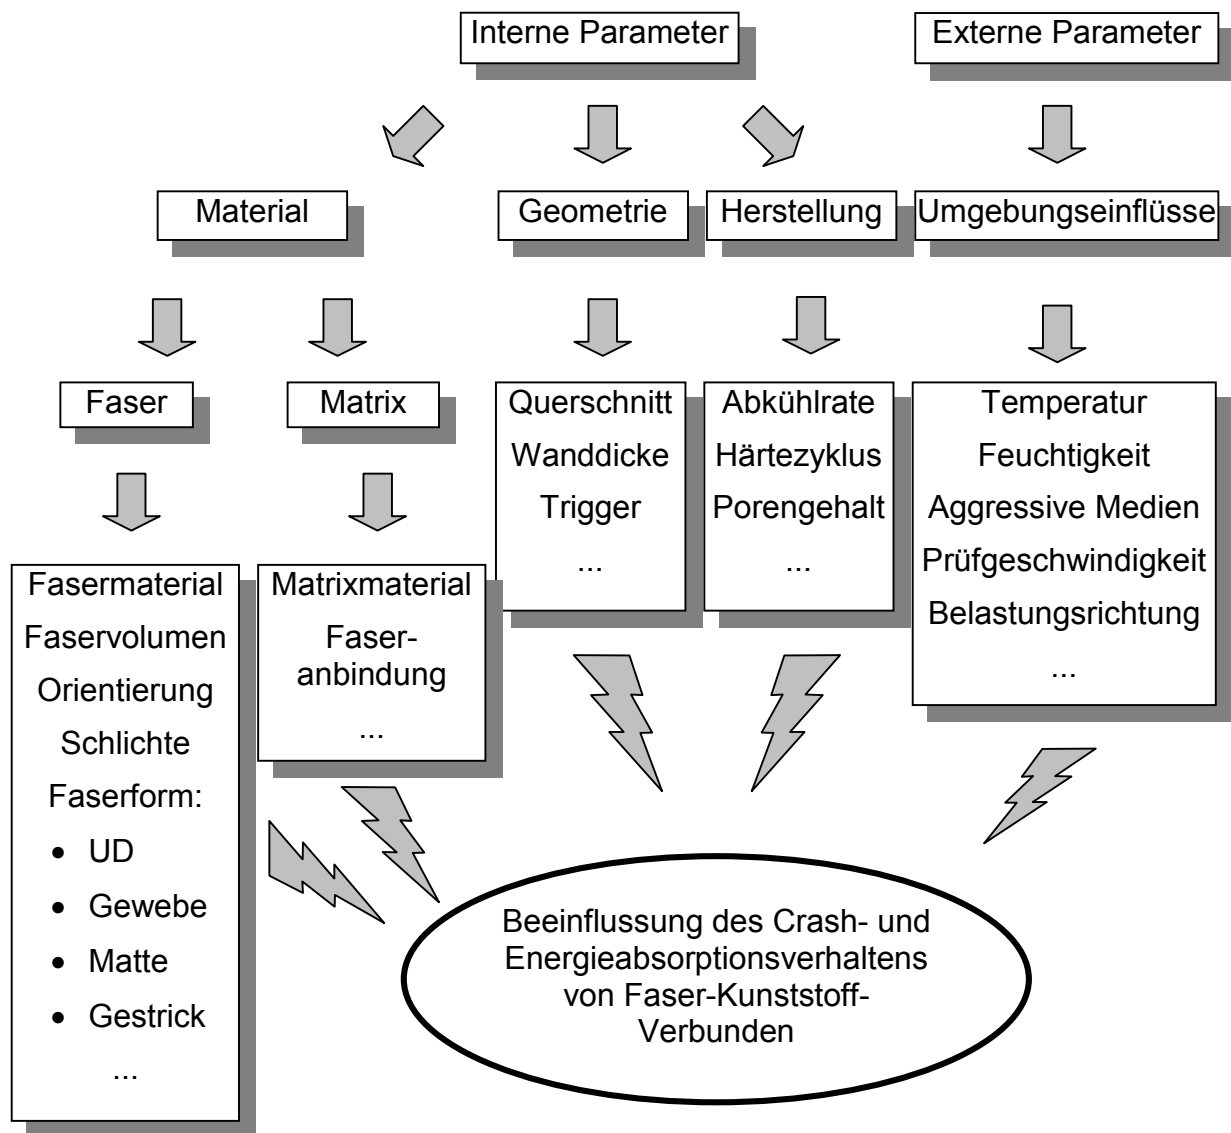 Interne Parameter
Externe Parameter
Material
Geometrie
Herstellung
Umgebungseinflüsse
Faser
Matrix
Querschnitt
Wanddicke
Trigger
...
Abkühlrate
Härtezyklus
Porengehalt
...
Temperatur
Feuchtigkeit
Aggressive Medien
Prüfgeschwindigkeit
Belastungsrichtung
...
Fasermaterial
Faservolumen
Orientierung
Schlichte
Faserform:
• UD
• Gewebe
• Matte
• Gestrick
...
Matrixmaterial
Faser-
anbindung
...
Beeinflussung des Crash- und
Energieabsorptionsverhaltens
von Faser-Kunststoff-
Verbunden